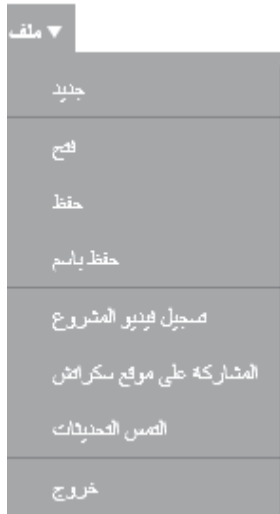 ملف ▼
جديد
فتح
حفظ
حفظ باسم
تسجيل فيديو المشروع
المشاركة على موقع سكراتش
التمس التحديثات
خروج